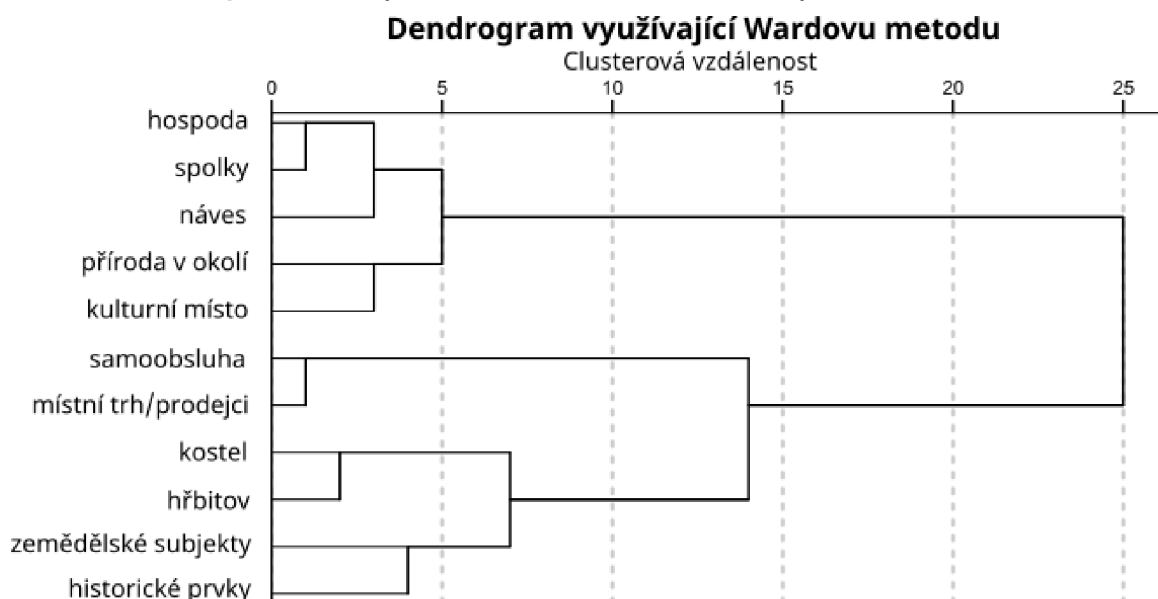 Dendrogram využívající Wardovu metodu
Clusterová vzdálenost
0 5 10 15 20 25
hospoda
spolky
náves
příroda v okolí
kulturní místo
samoobsluha
místní trh/prodejci
kostel
hřbitov
zemědělské subjekty
historické prvky